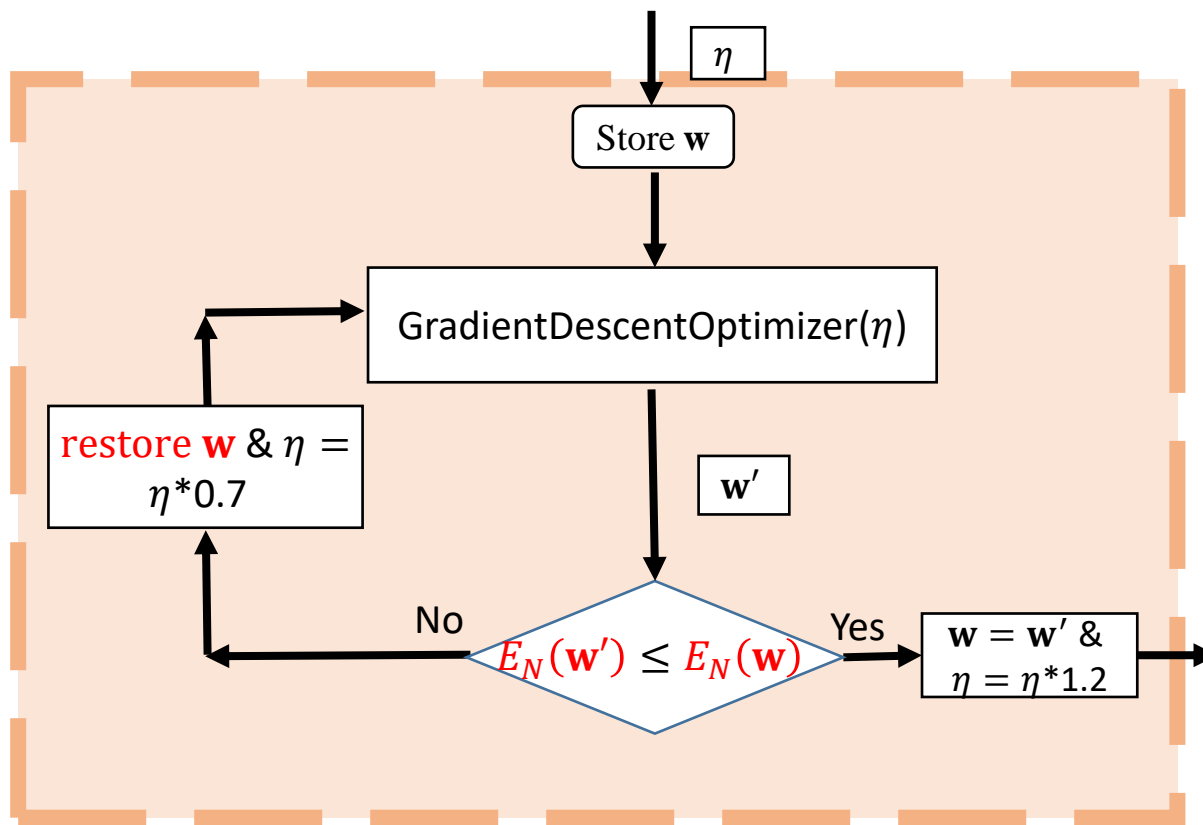 η
Store w
GradientDescentOptimizer(η)
restore w & η =
η*0.7
w′
No
E_N(w′) ≤ E_N(w)
Yes
w = w′ &
η = η*1.2